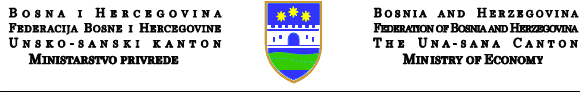 Bosna i Hercegovina
Federacija Bosne i Hercegovine
Unsko-sanski kanton
Ministarstvo privrede
Bosnia and Herzegovina
Federation of Bosnia and Herzegovina
The Una-sana Canton
Ministry of Economy